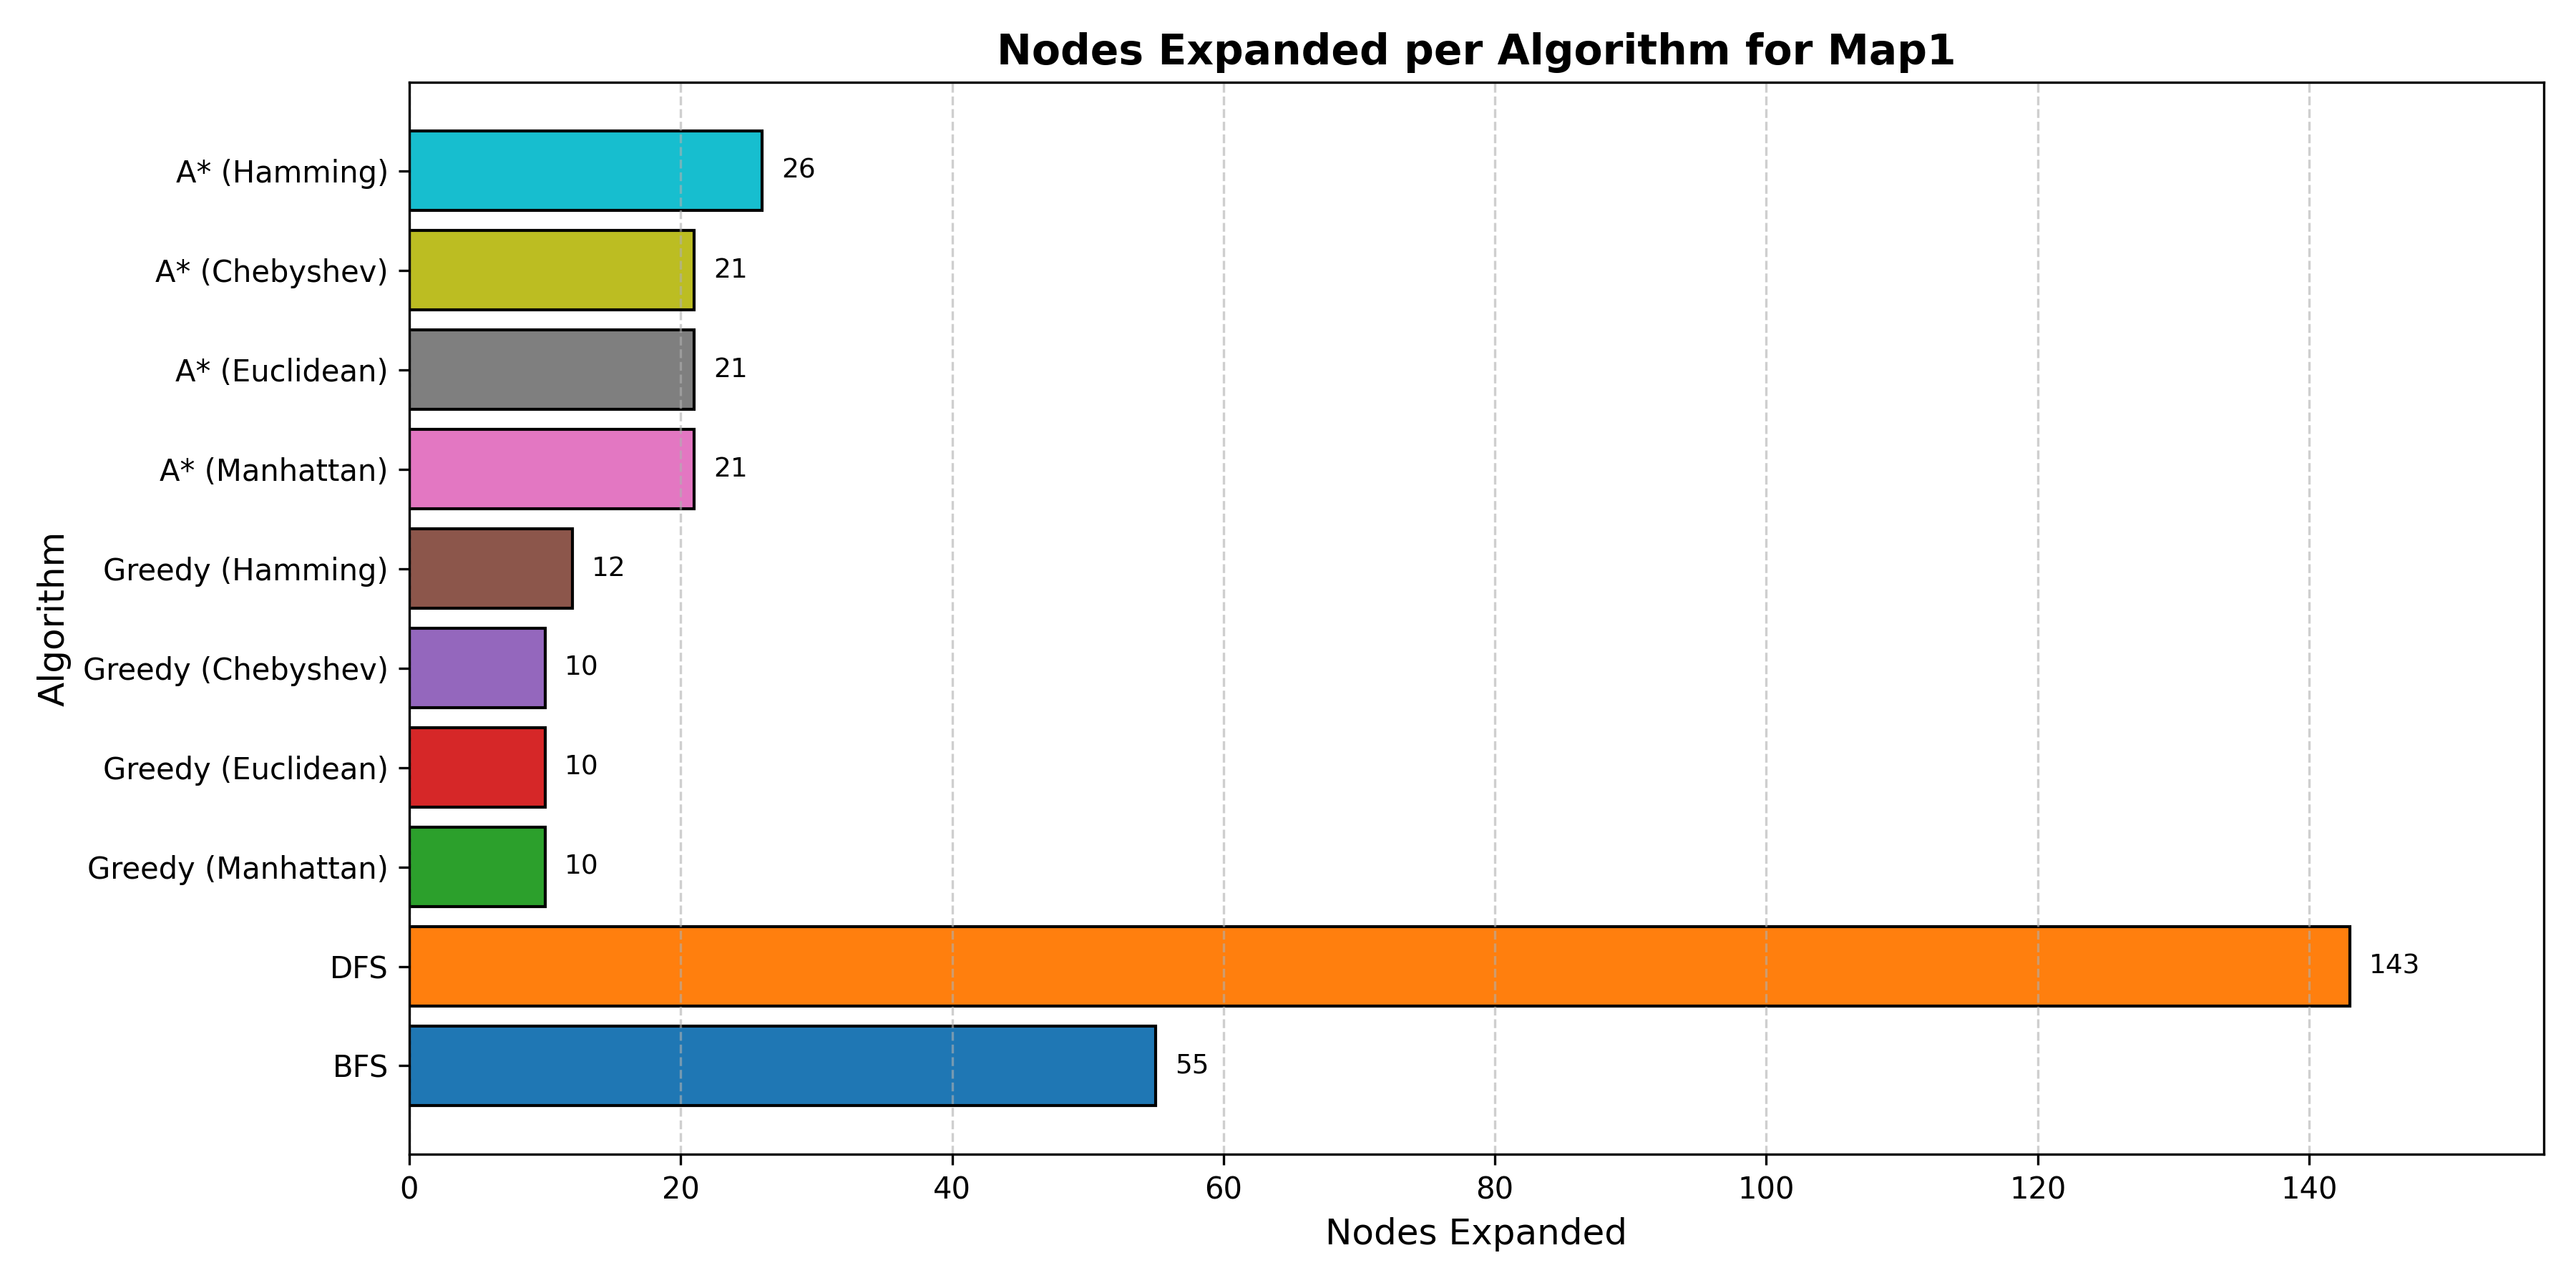 Nodes Expanded per Algorithm for Map1
A* (Hamming)
26
A* (Chebyshev)
21
A* (Euclidean)
21
A* (Manhattan)
21
Greedy (Hamming)
12
Greedy (Chebyshev)
10
Greedy (Euclidean)
10
Greedy (Manhattan)
10
DFS
143
BFS
55
Algorithm
0 20 40 60 80 100 120 140
Nodes Expanded